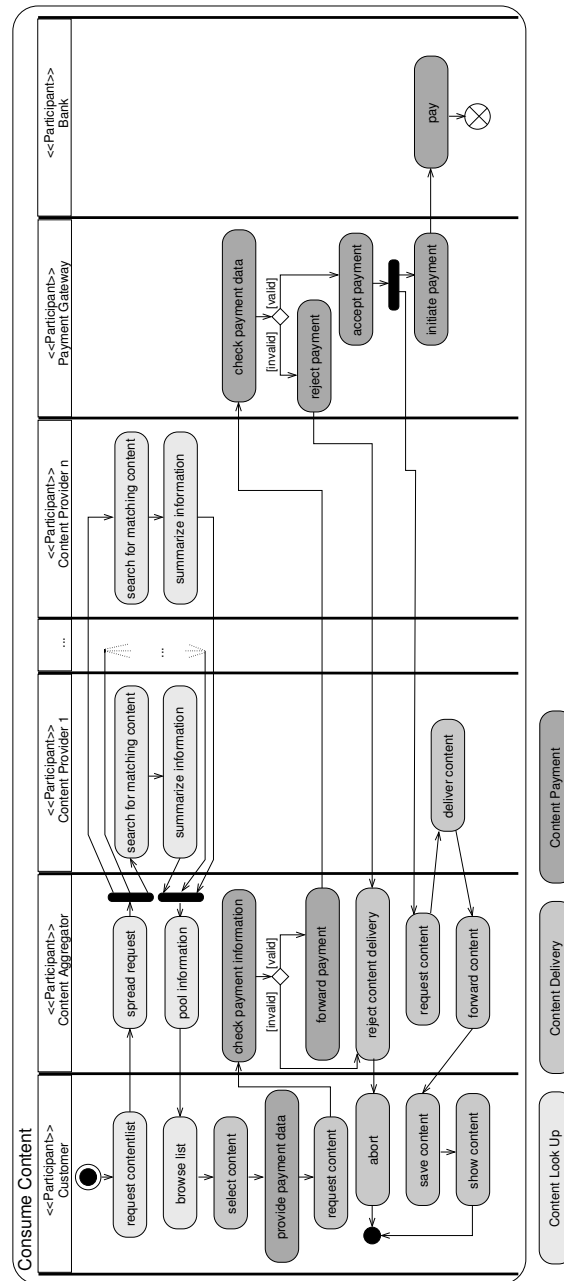 Consume Content
<<Participant>>
Customer
<<Participant>>
Content Aggregator
<<Participant>>
Content Provider 1
...
<<Participant>>
Content Provider n
<<Participant>>
Payment Gateway
<<Participant>>
Bank
request contentlist
spread request
search for matching content
search for matching content
...
summarize information
summarize information
pool information
browse list
select content
provide payment data
request content
check payment information
[invalid]
[valid]
forward payment
check payment data
[invalid]
[valid]
reject payment
accept payment
reject content delivery
abort
initiate payment
pay
request content
deliver content
forward content
save content
show content
Content Look Up
Content Delivery
Content Payment